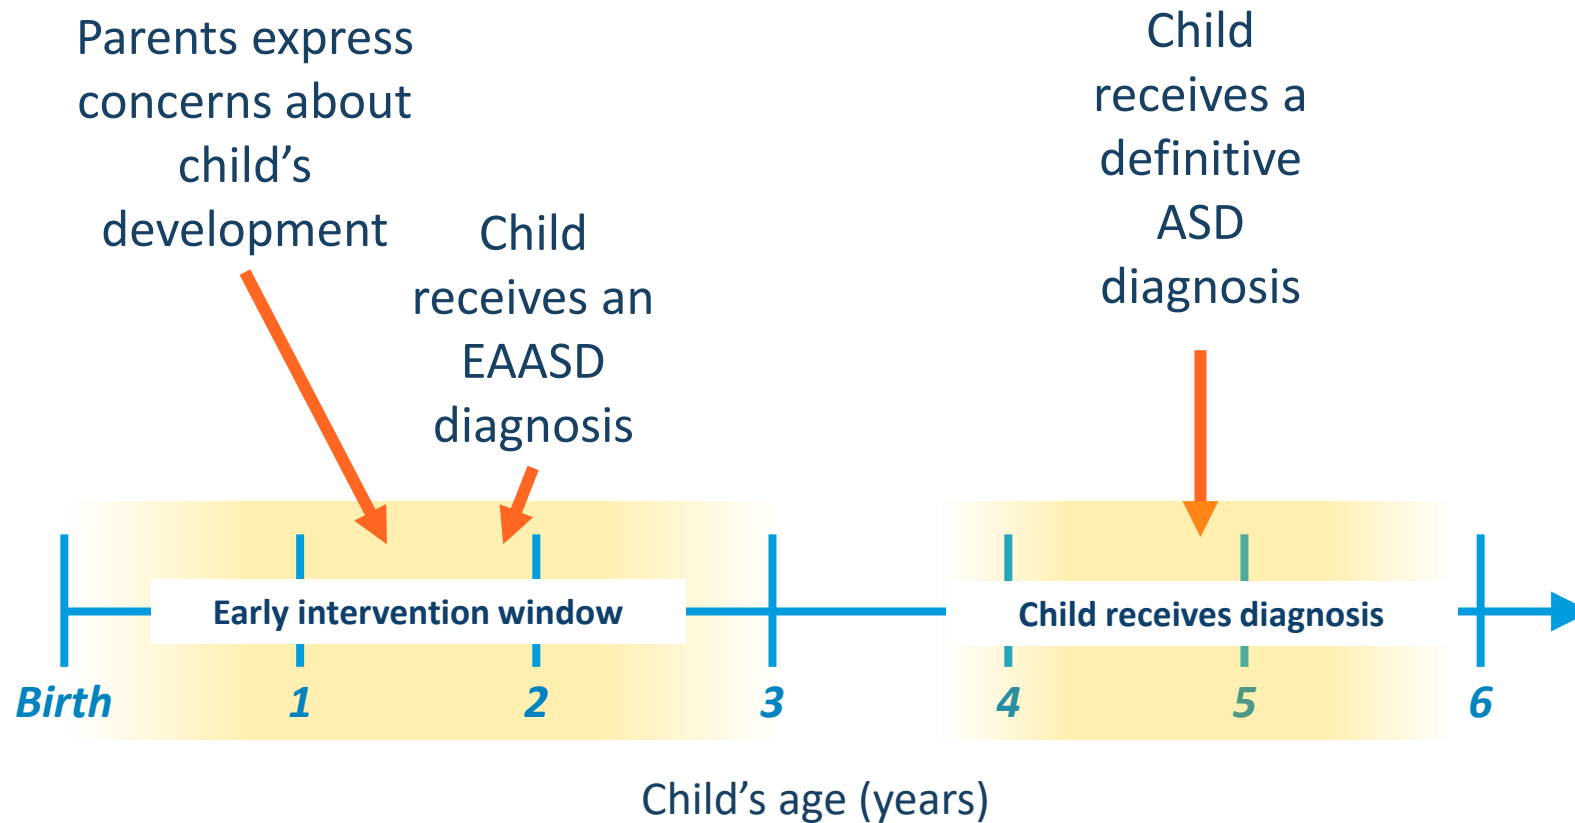 Parents express
concerns about
child’s
development
Child
receives an
EAASD
diagnosis
Child
receives a
definitive
ASD
diagnosis
Early intervention window
Child receives diagnosis
Birth
1
2
3
4
5
6
Child’s age (years)